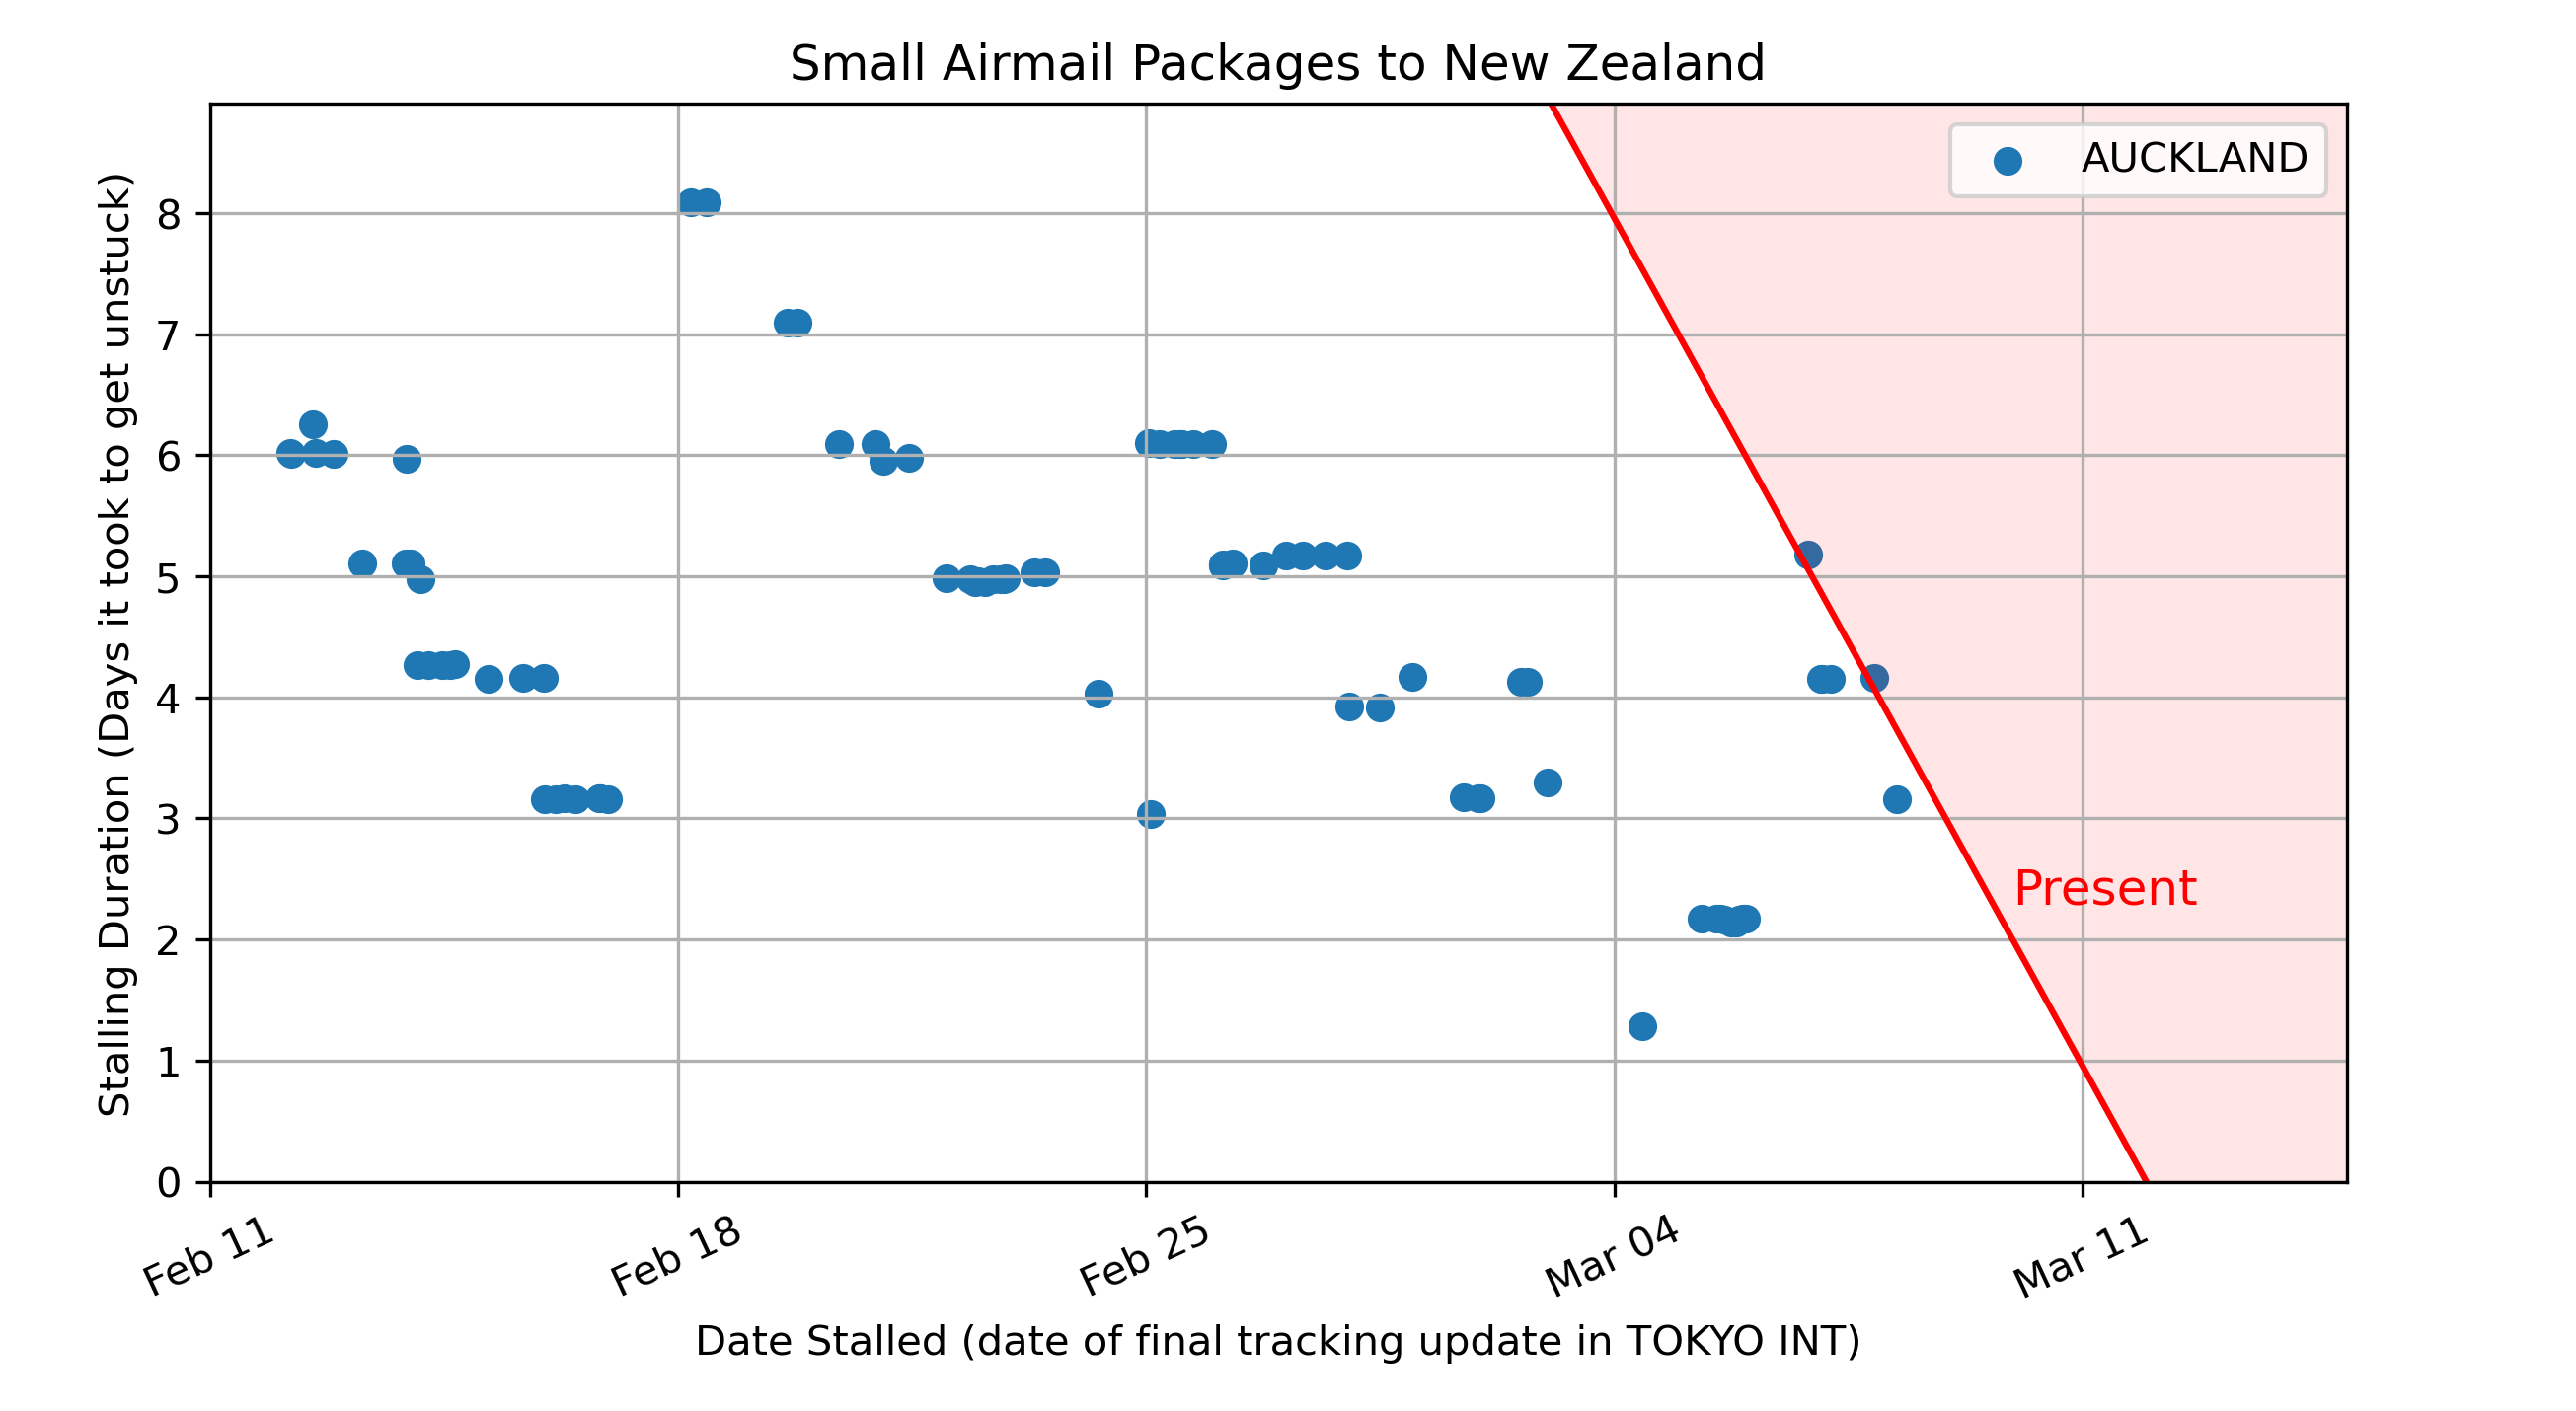 Small Airmail Packages to New Zealand
AUCKLAND
Stalling Duration (Days it took to get unstuck)
8
7
6
5
4
3
2
1
0
Present
Feb 11
Feb 18
Feb 25
Mar 04
Mar 11
Date Stalled (date of final tracking update in TOKYO INT)